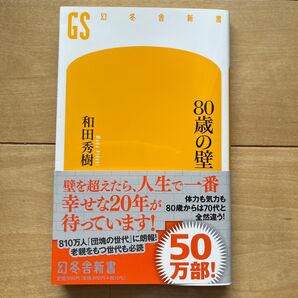 GS 幻冬舎新書
80歳の壁
和田秀樹
壁を超えたら、人生で一番
幸せな20年が
待っています!
体力も気力も
80歳からは70代と
全然違う!
810万人「団塊の世代」に朗報!
老親をもつ世代も必読
50
万部!
幻冬舎新書